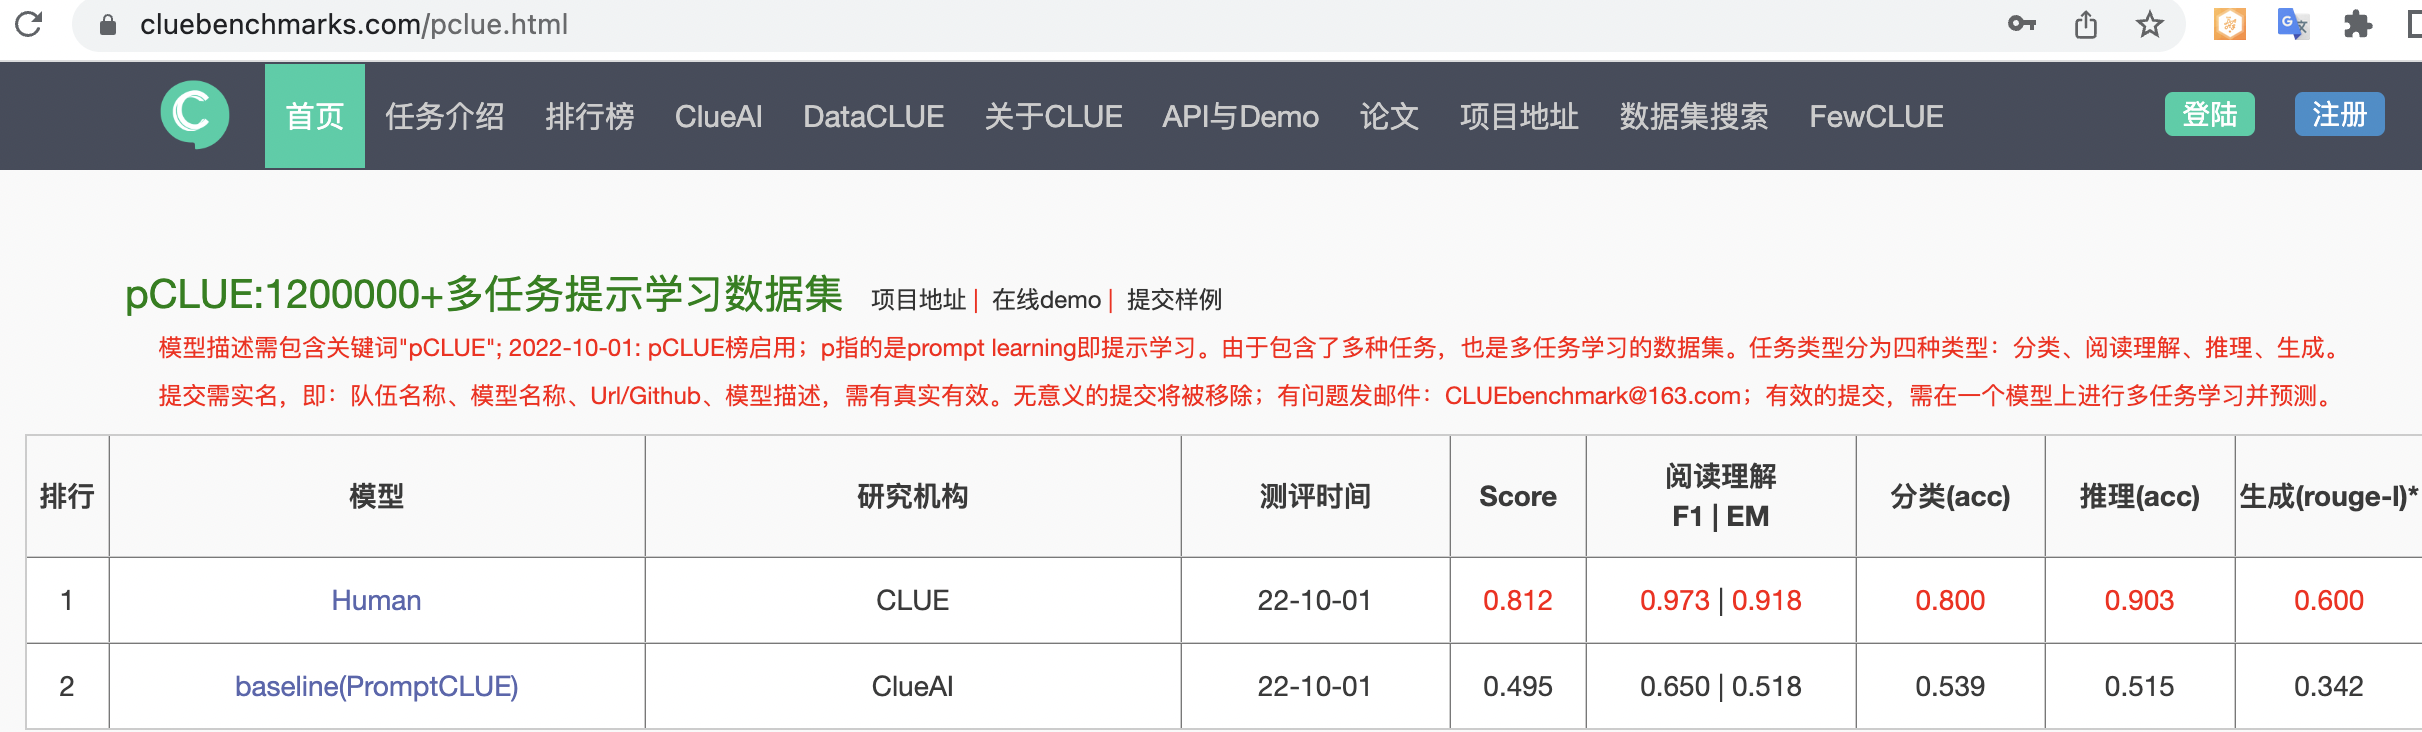 cluebenchmarks.com/pclue.html
首页 任务介绍 排行榜 ClueAI DataCLUE 关于CLUE API与Demo 论文 项目地址 数据集搜索 FewCLUE 登陆 注册
pCLUE:1200000+多任务提示学习数据集 项目地址 | 在线demo | 提交样例
模型描述需包含关键词"pCLUE"; 2022-10-01: pCLUE榜启用；p指的是prompt learning即提示学习。由于包含了多种任务，也是多任务学习的数据集。任务类型分为四种类型：分类、阅读理解、推理、生成。
提交需实名，即：队伍名称、模型名称、Url/Github、模型描述，需有真实有效。无意义的提交将被移除；有问题发邮件：CLUEbenchmark@163.com；有效的提交，需在一个模型上进行多任务学习并预测。
排行 模型 研究机构 测评时间 Score 阅读理解 F1 | EM 分类(acc) 推理(acc) 生成(rouge-l)*
1 Human CLUE 22-10-01 0.812 0.973 | 0.918 0.800 0.903 0.600
2 baseline(PromptCLUE) ClueAI 22-10-01 0.495 0.650 | 0.518 0.539 0.515 0.342